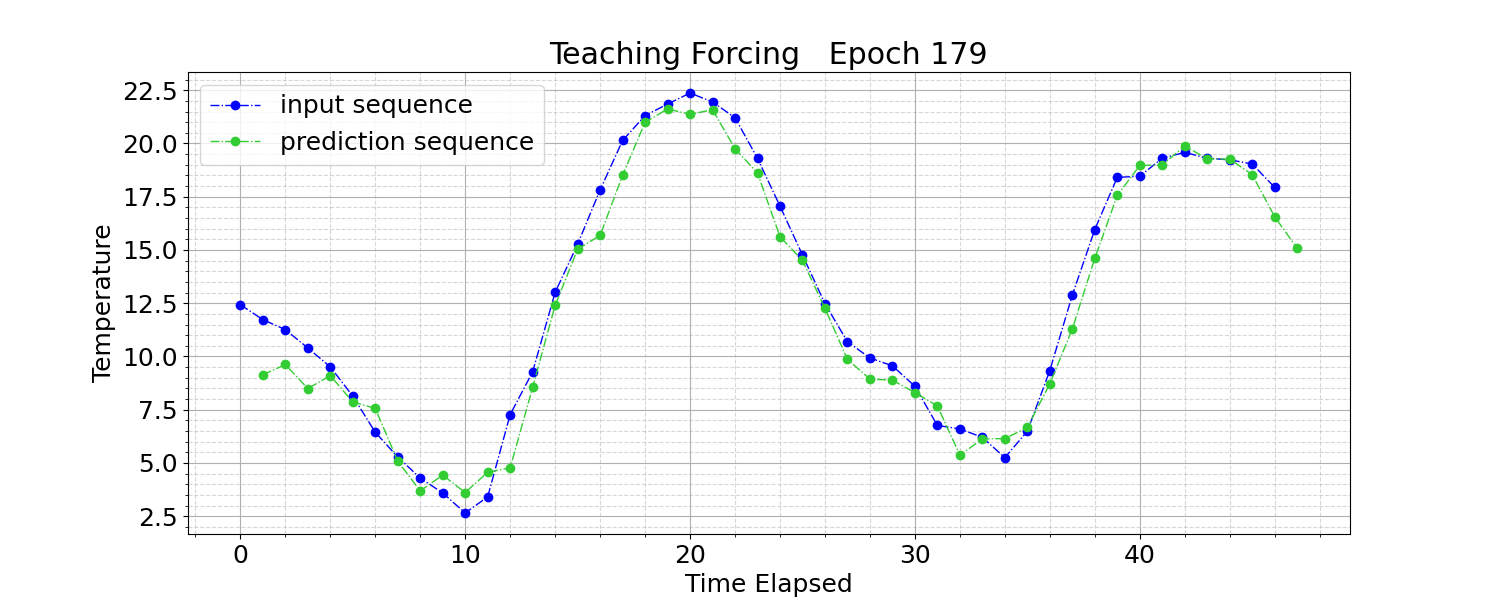 Teaching Forcing   Epoch 179
input sequence
prediction sequence
Temperature
22.5
20.0
17.5
15.0
12.5
10.0
7.5
5.0
2.5
0 10 20 30 40
Time Elapsed